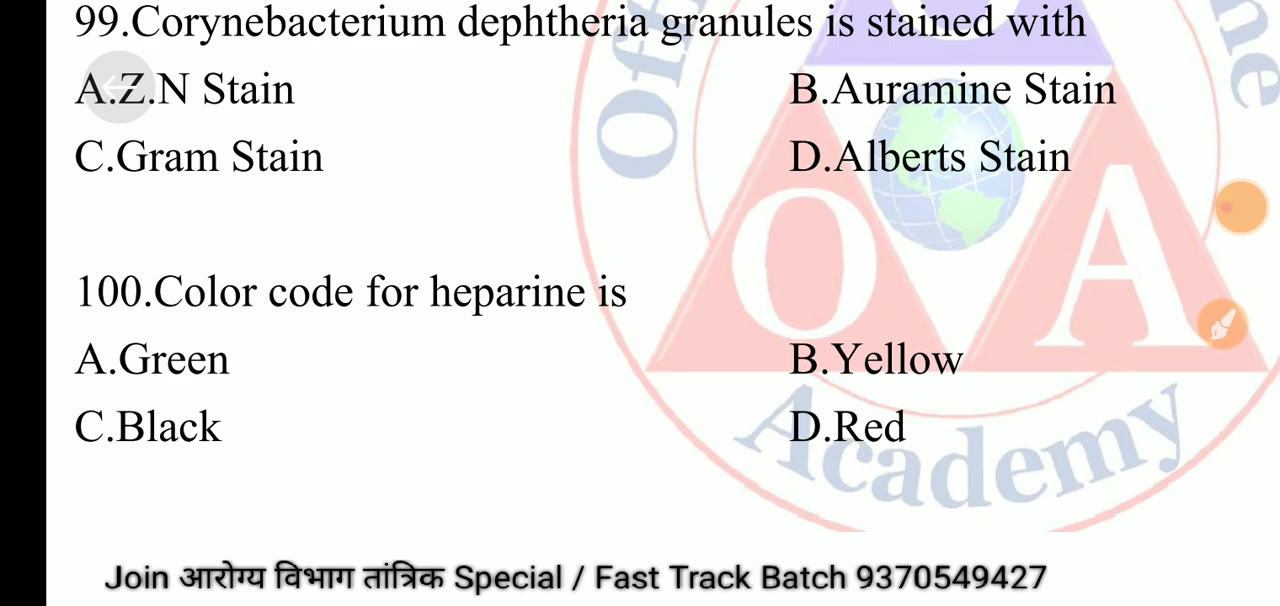 99.Corynebacterium dephtheria granules is stained with
A.Z.N Stain B.Auramine Stain
C.Gram Stain D.Alberts Stain
100.Color code for heparine is
A.Green B.Yellow
C.Black D.Red
O A
Academy
Join आरोग्य विभाग तांत्रिक Special / Fast Track Batch 9370549427